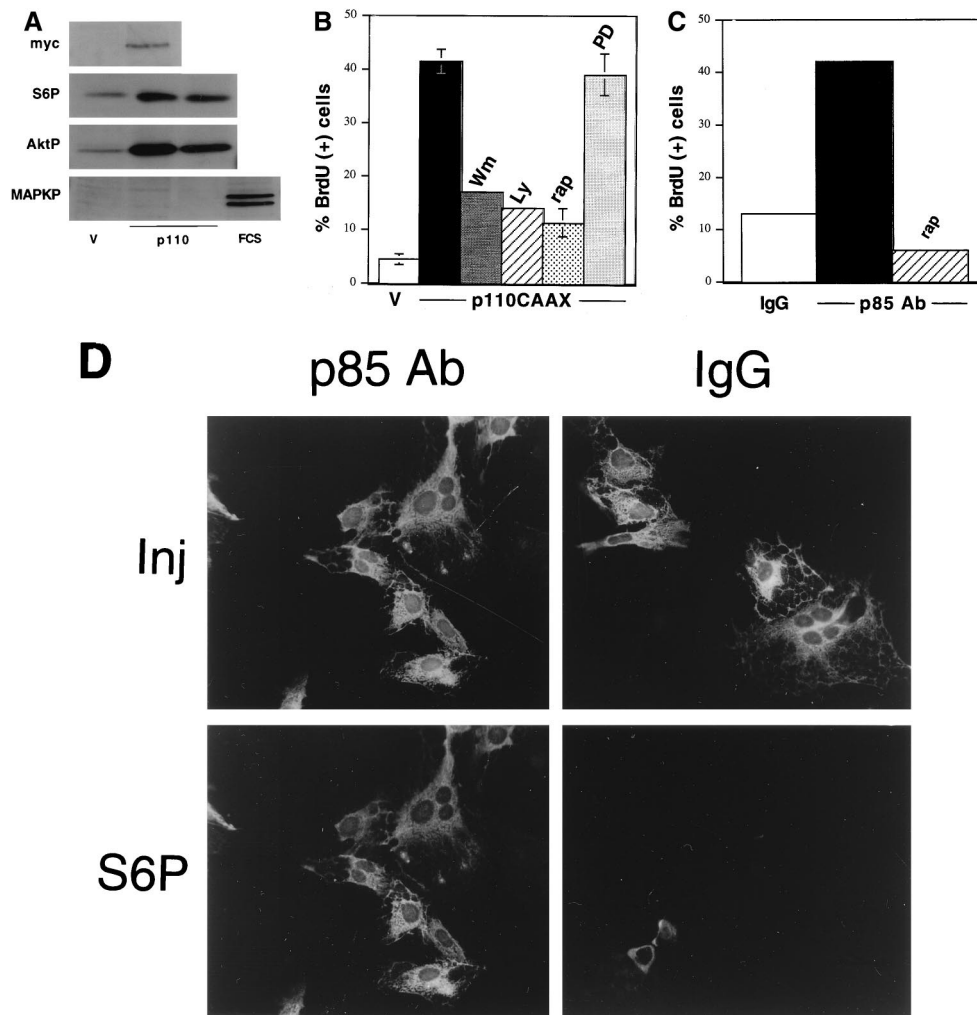 A
myc
S6P
AktP
MAPKP
V
p110
FCS
B
% BrdU (+) cells
50
40
30
20
10
0
Wm
Ly
rap
PD
V
p110CAAX
C
% BrdU (+) cells
50
40
30
20
10
0
rap
IgG
p85 Ab
D
p85 Ab
IgG
Inj
S6P